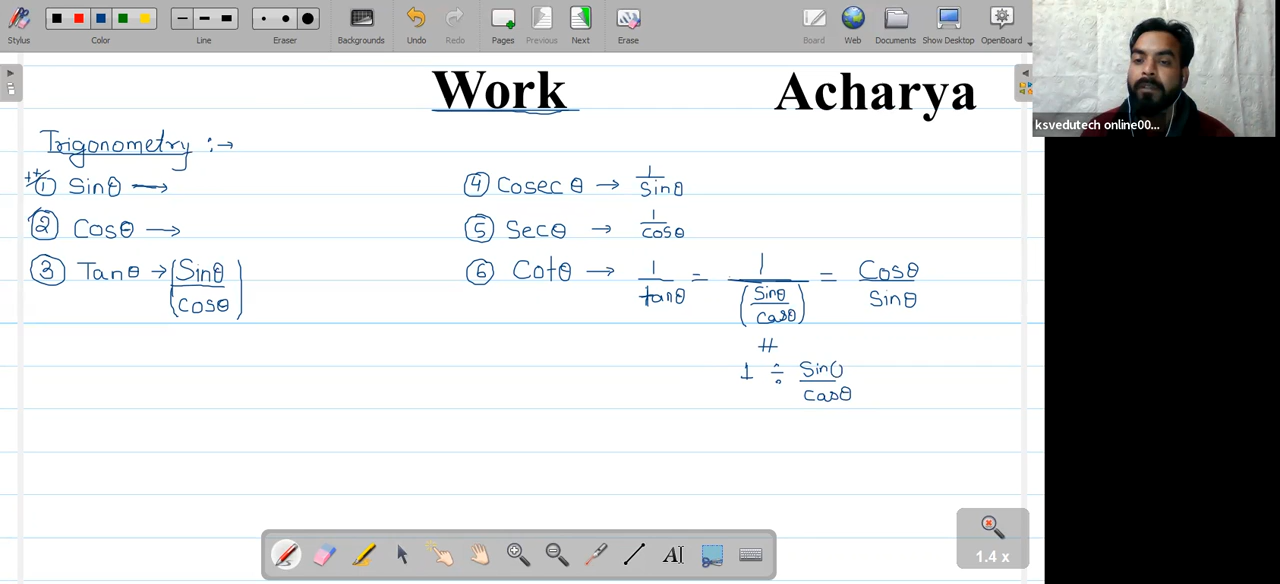 Stylus Color Line Eraser Backgrounds Undo Redo Pages Previous Next Erase Board Web Documents Show Desktop OpenBoard
ksvedutech online00...
Work Acharya
Trigonometry :→
① Sinθ → ④ Cosec θ → 1/Sinθ
② Cosθ → ⑤ Secθ → 1/cosθ
③ Tanθ → (Sinθ/cosθ) ⑥ Cotθ → 1/tanθ = 1/(Sinθ/cosθ) = Cosθ/Sinθ
#
1 ÷ Sinθ/cosθ
1.4 x